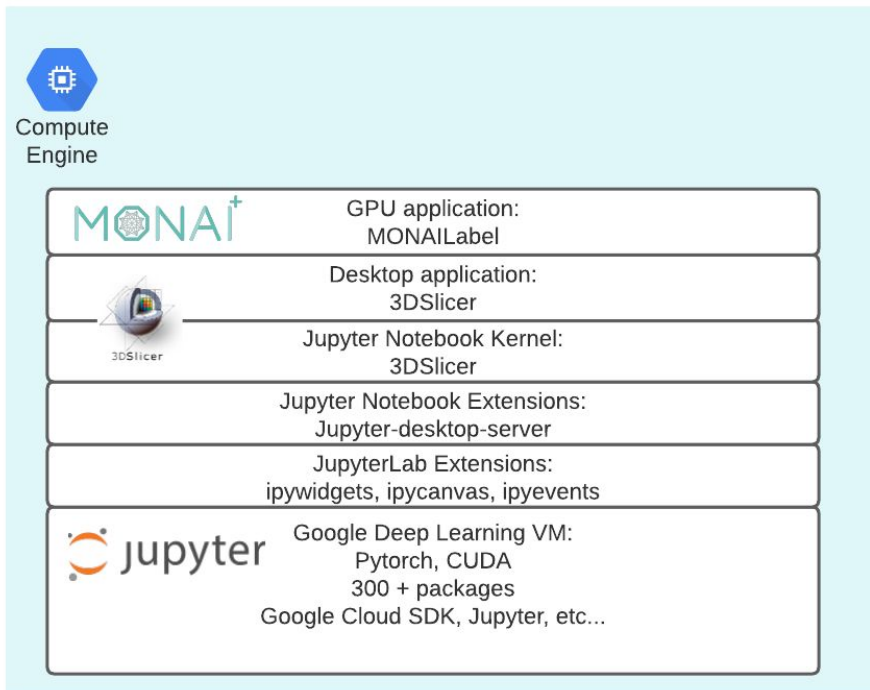 Compute
Engine
MONAI+
GPU application:
MONAILabel
Desktop application:
3DSlicer
3DSlicer
Jupyter Notebook Kernel:
3DSlicer
Jupyter Notebook Extensions:
Jupyter-desktop-server
JupyterLab Extensions:
ipywidgets, ipycanvas, ipyevents
jupyter
Google Deep Learning VM:
Pytorch, CUDA
300 + packages
Google Cloud SDK, Jupyter, etc...